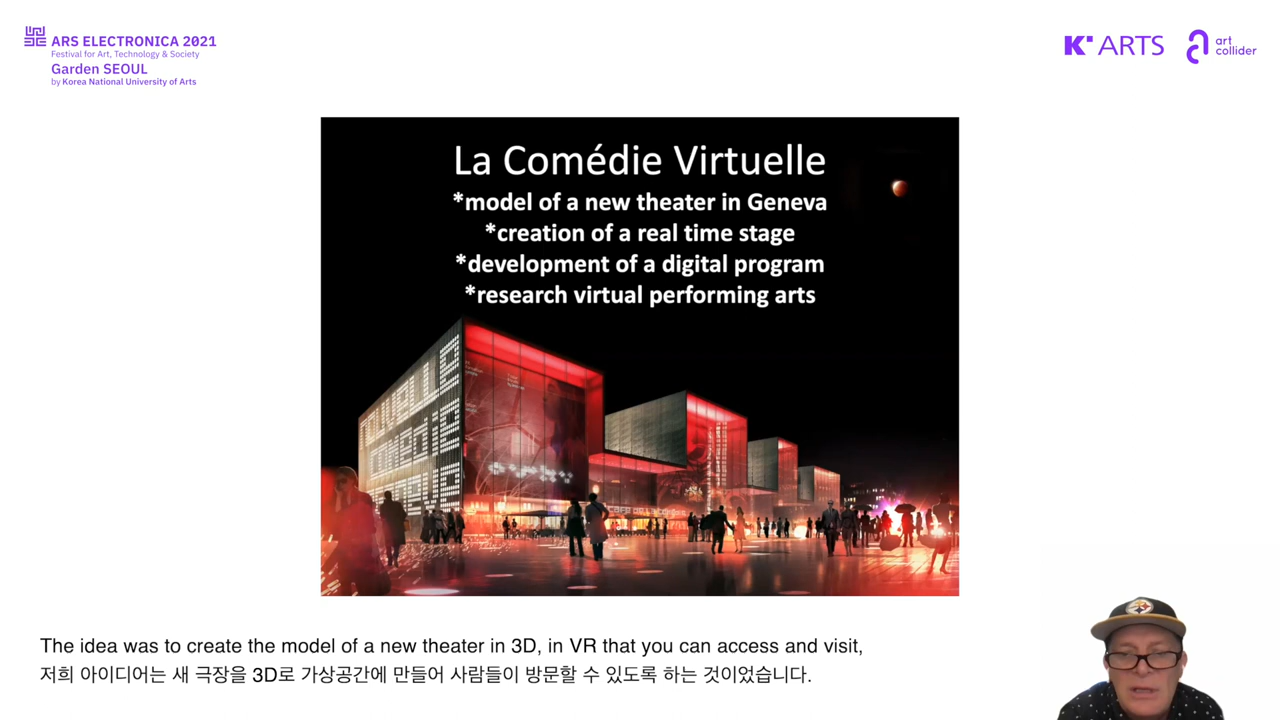 ARS ELECTRONICA 2021
Festival for Art, Technology & Society
Garden SEOUL
by Korea National University of Arts
K' ARTS
art
collider
La Comédie Virtuelle
*model of a new theater in Geneva
*creation of a real time stage
*development of a digital program
*research virtual performing arts
The idea was to create the model of a new theater in 3D, in VR that you can access and visit,
저희 아이디어는 새 극장을 3D로 가상공간에 만들어 사람들이 방문할 수 있도록 하는 것이었습니다.